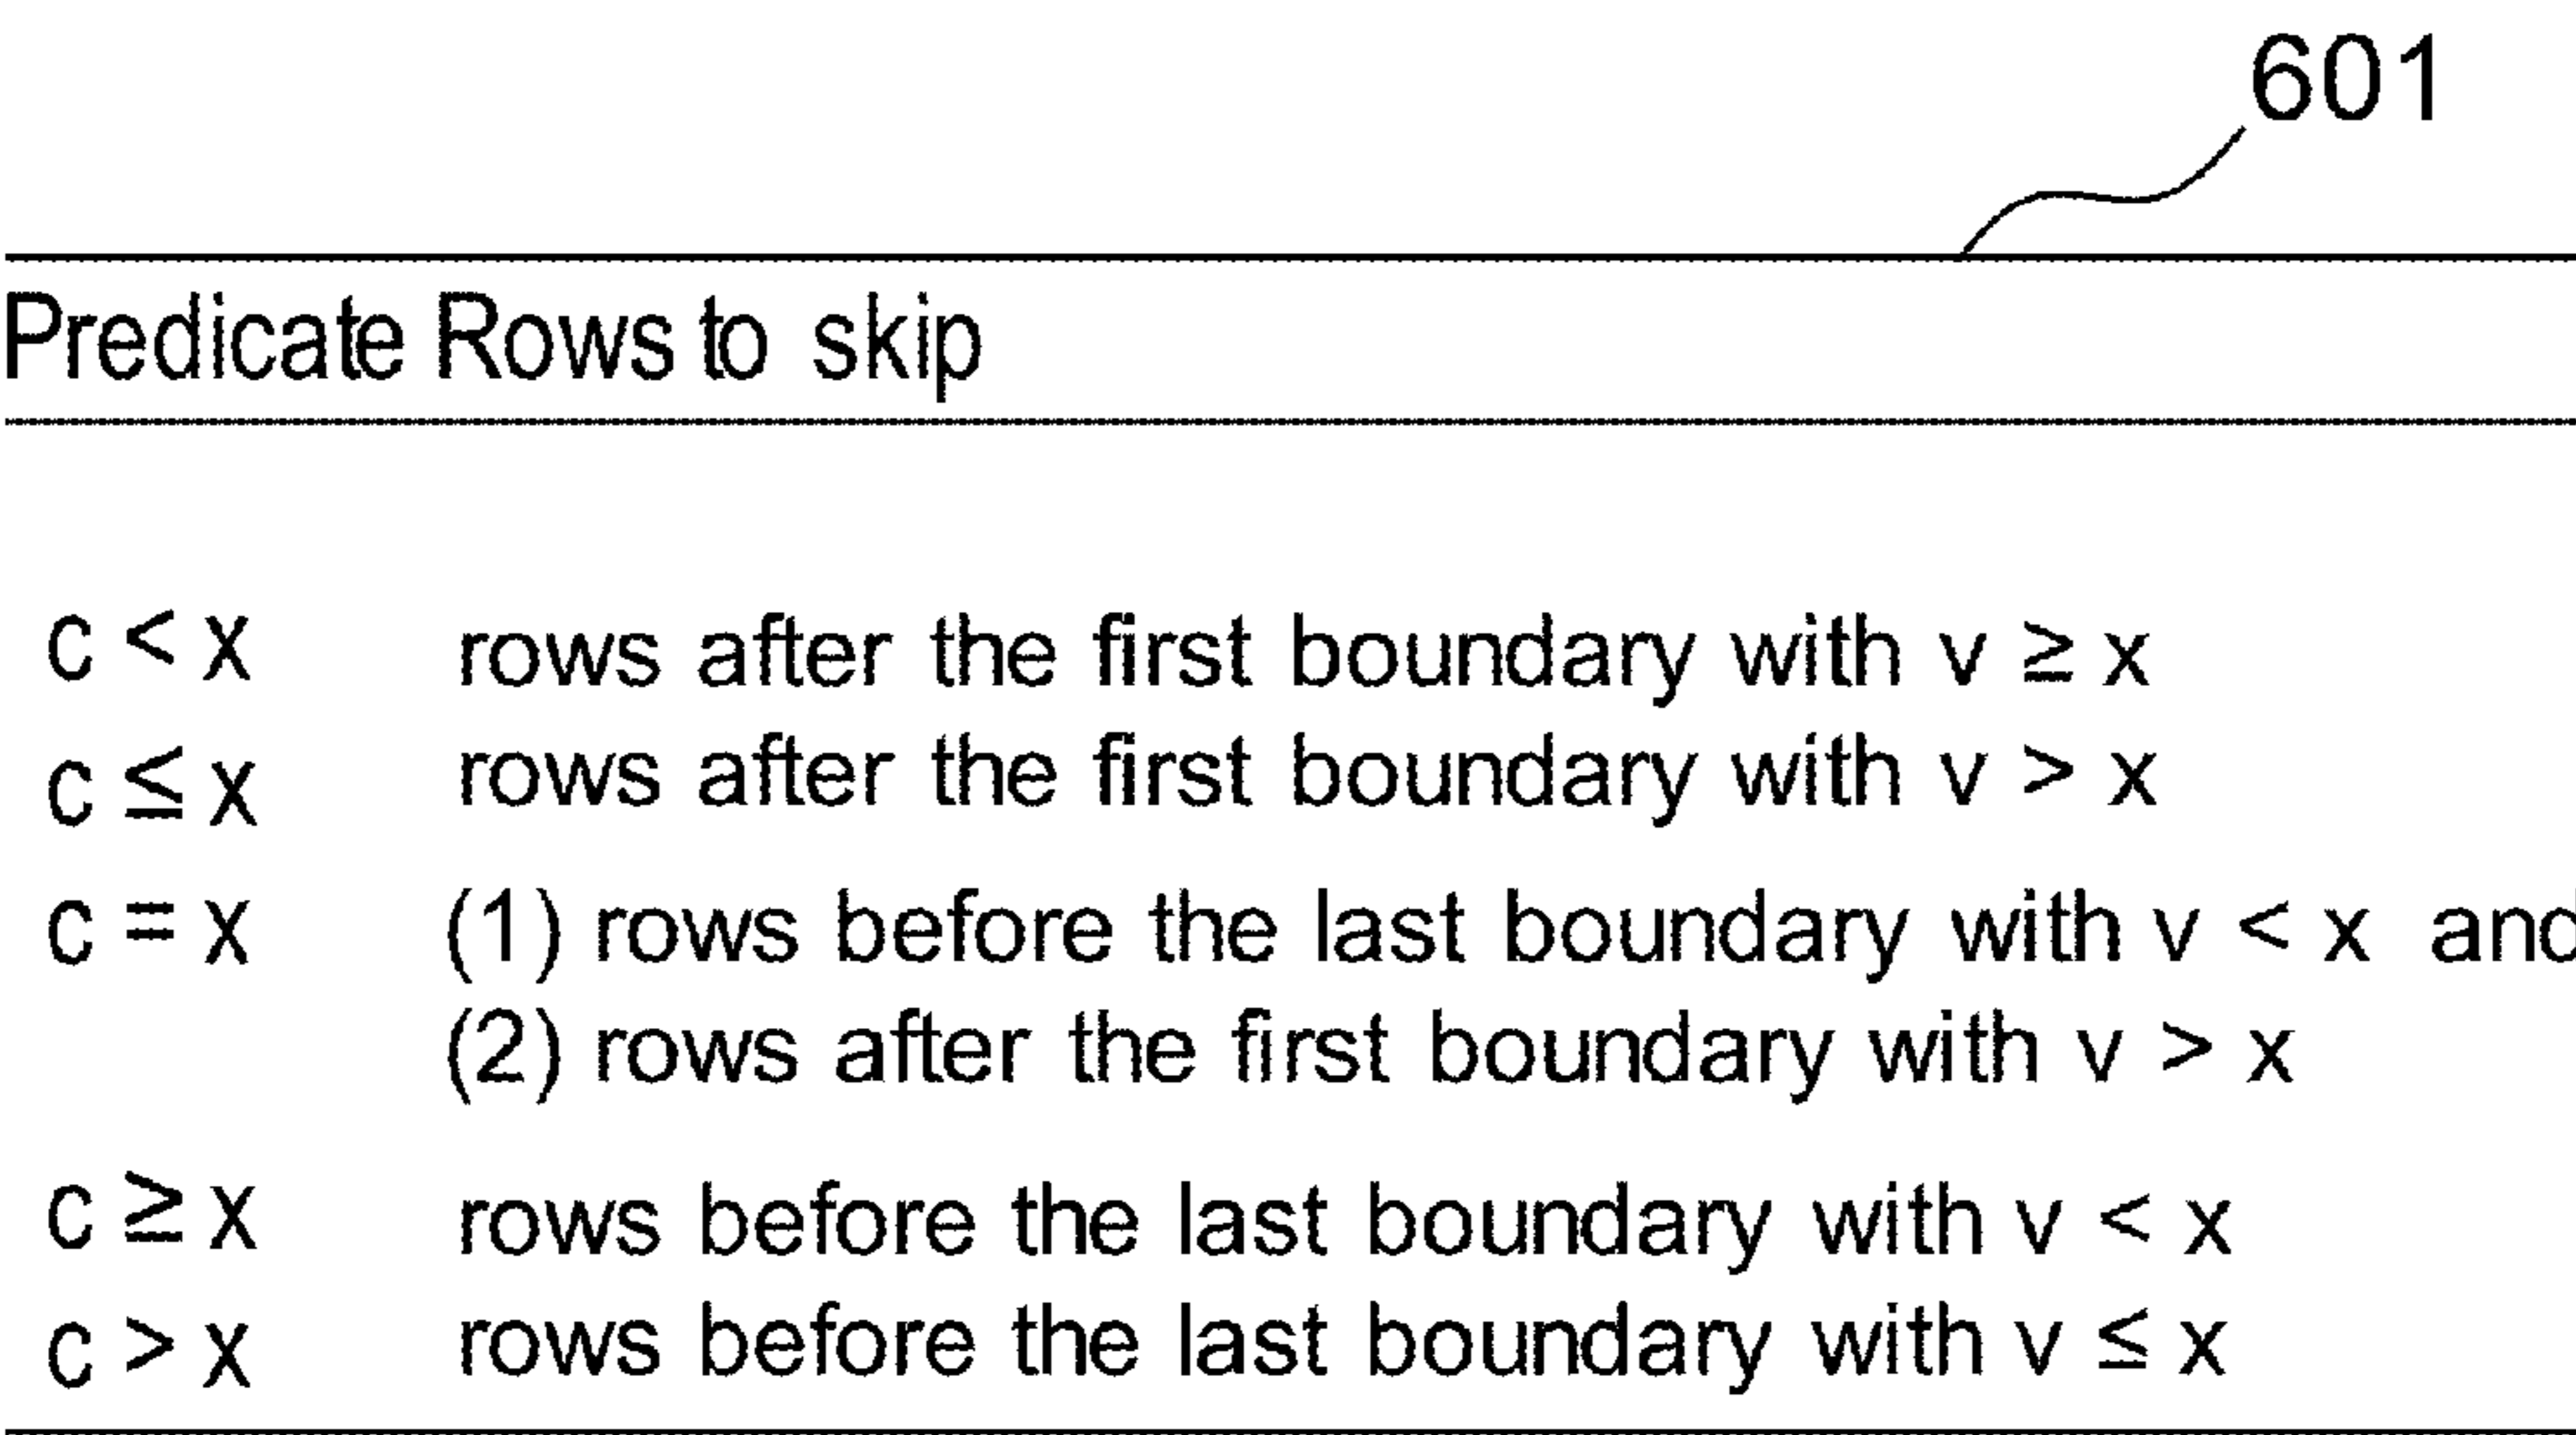 601
Predicate Rows to skip
c < x rows after the first boundary with v ≥ x
c ≤ x rows after the first boundary with v > x
c = x (1) rows before the last boundary with v < x and
(2) rows after the first boundary with v > x
c ≥ x rows before the last boundary with v < x
c > x rows before the last boundary with v ≤ x